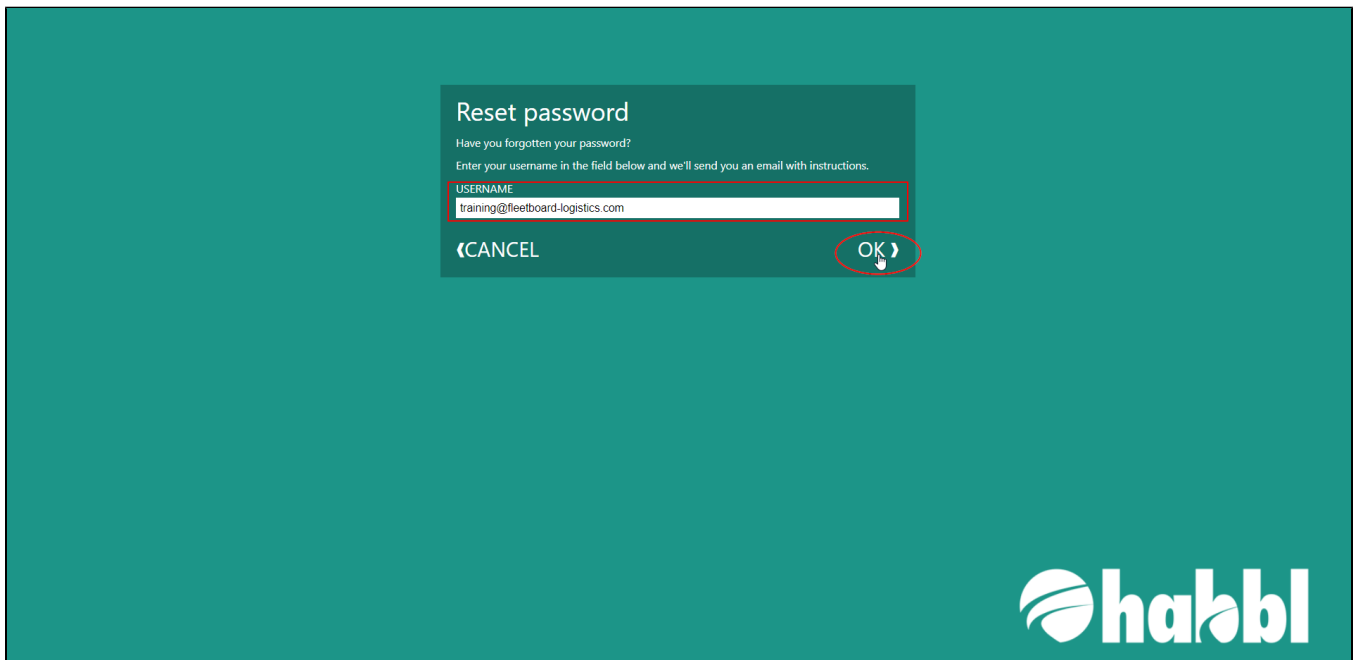 Reset password
Have you forgotten your password?
Enter your username in the field below and we'll send you an email with instructions.
USERNAME
training@fleetboard-logistics.com
CANCEL
OK
habbl